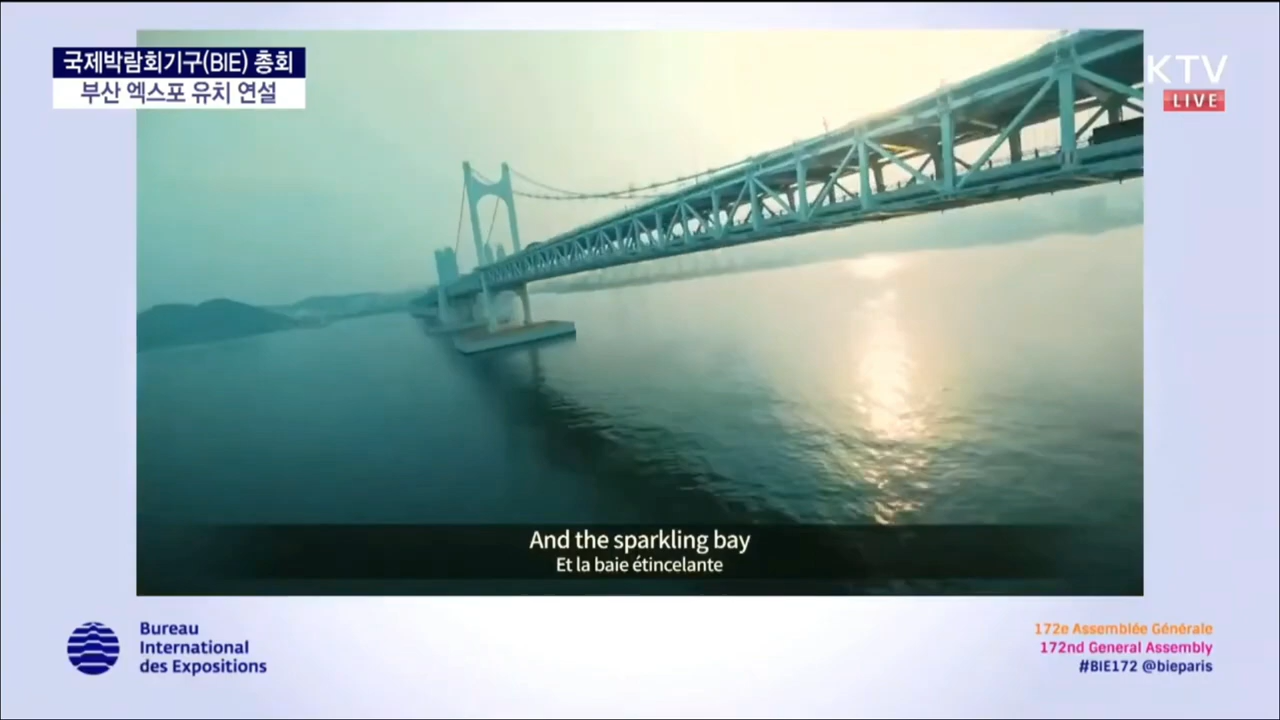 국제박람회기구(BIE) 총회
부산 엑스포 유치 연설
KTV
LIVE
And the sparkling bay
Et la baie étincelante
Bureau
International
des Expositions
172e Assemblée Générale
172nd General Assembly
#BIE172 @bieparis